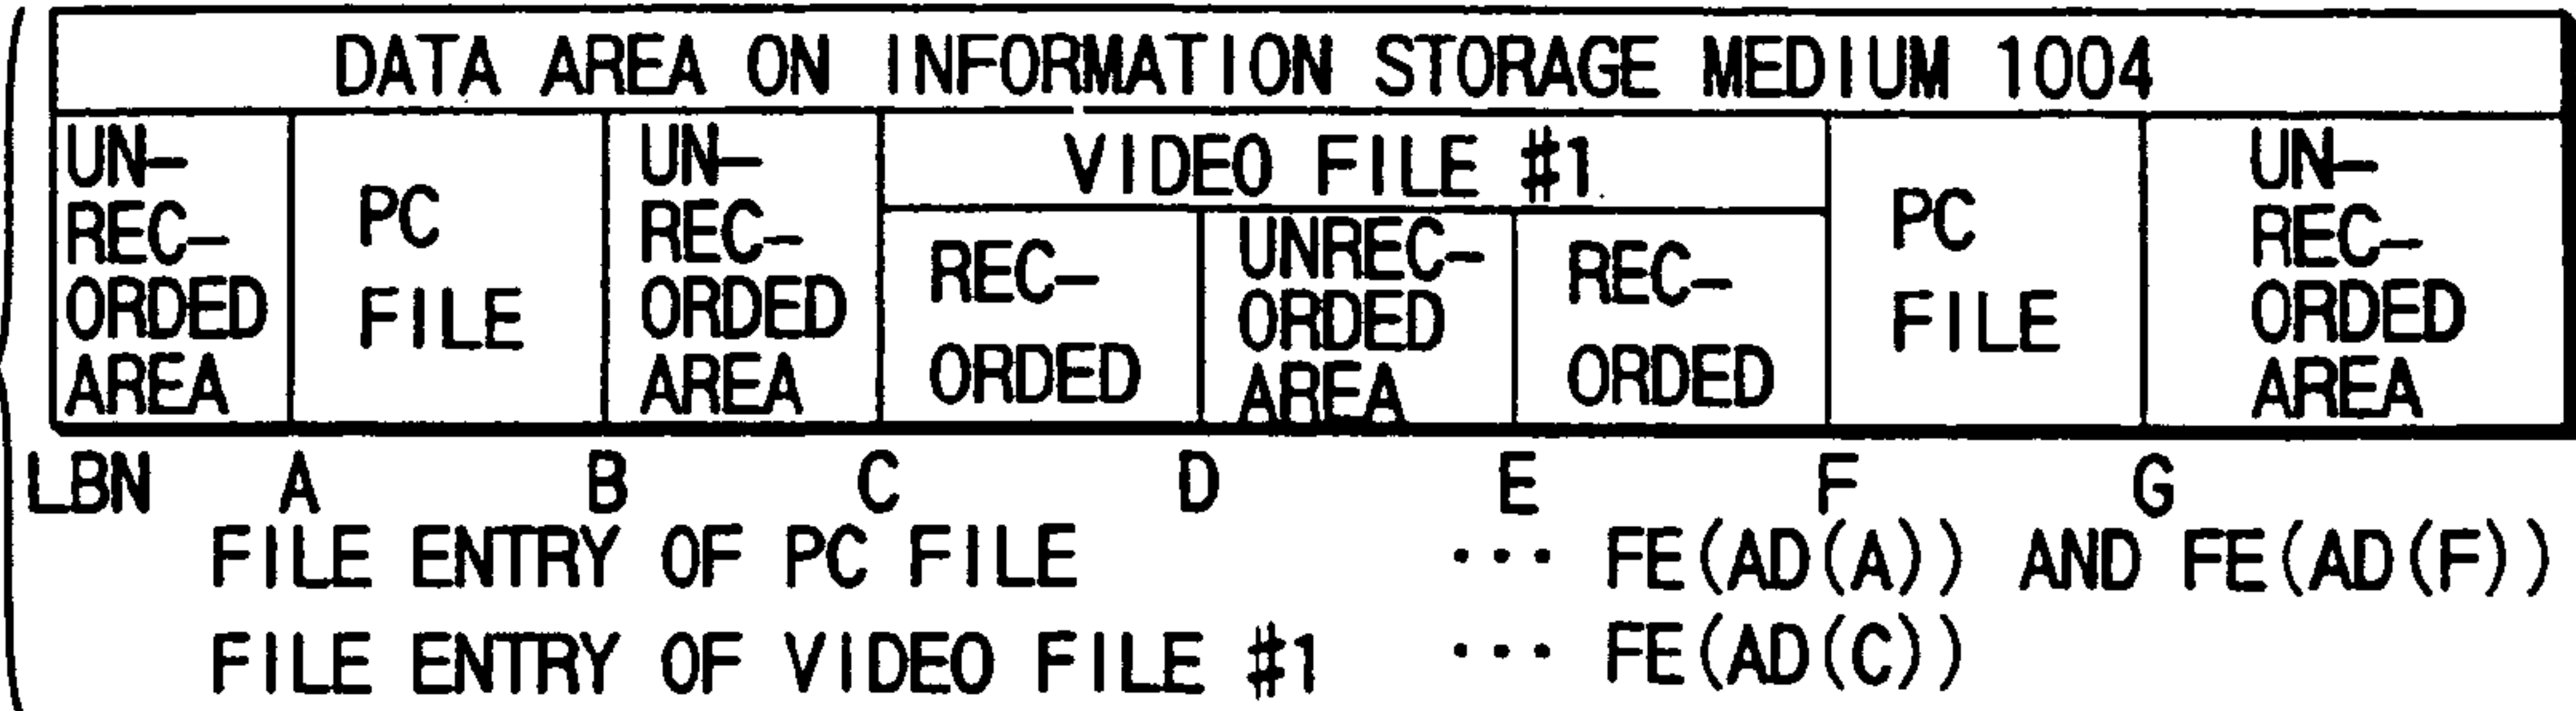 DATA AREA ON INFORMATION STORAGE MEDIUM 1004
UN-
REC-
ORDED
AREA
PC
FILE
UN-
REC-
ORDED
AREA
VIDEO FILE #1
REC-
ORDED
UNREC-
ORDED
AREA
REC-
ORDED
PC
FILE
UN-
REC-
ORDED
AREA
LBN A B C D E F G
FILE ENTRY OF PC FILE ... FE(AD(A)) AND FE(AD(F))
FILE ENTRY OF VIDEO FILE #1 ... FE(AD(C))